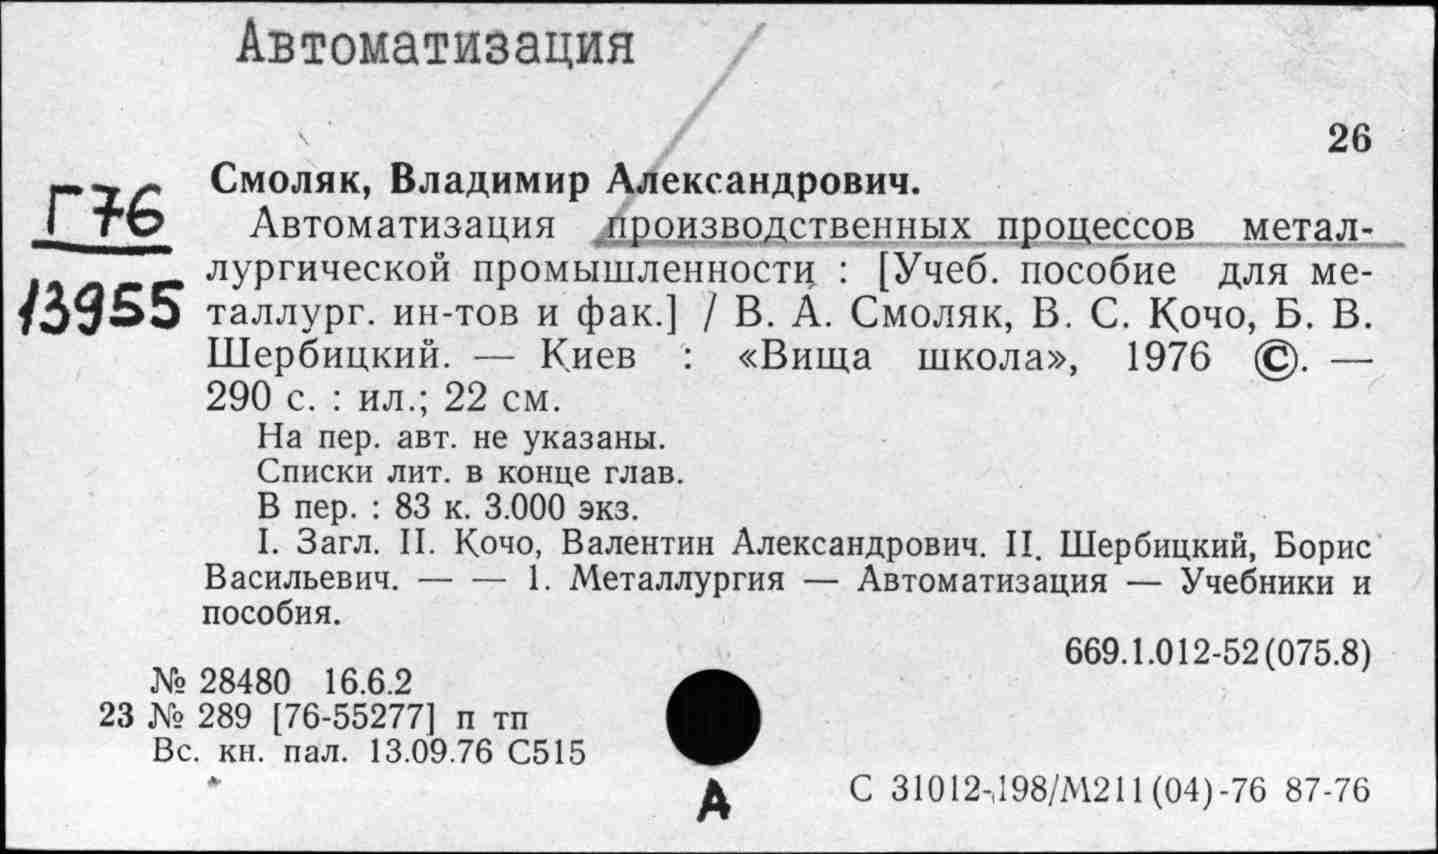 Автоматизация
26
Г76
13955
Смоляк, Владимир Александрович.
Автоматизация производственных процессов метал-
лургической промышленности : [Учеб. пособие для ме-
таллург. ин-тов и фак.] / В. А. Смоляк, В. С. Кочо, Б. В.
Шербицкий. — Киев : «Вища школа», 1976 ©. —
290 с. : ил.; 22 см.
На пер. авт. не указаны.
Списки лит. в конце глав.
В пер. : 83 к. 3.000 экз.
I. Загл. II. Кочо, Валентин Александрович. II. Шербицкий, Борис
Васильевич. — — 1. Металлургия — Автоматизация — Учебники и
пособия.
669.1.012-52(075.8)
№ 28480 16.6.2
23 № 289 [76-55277] п тп
Вс. кн. пал. 13.09.76 С515
А
С 31012-198/М211(04)-76 87-76